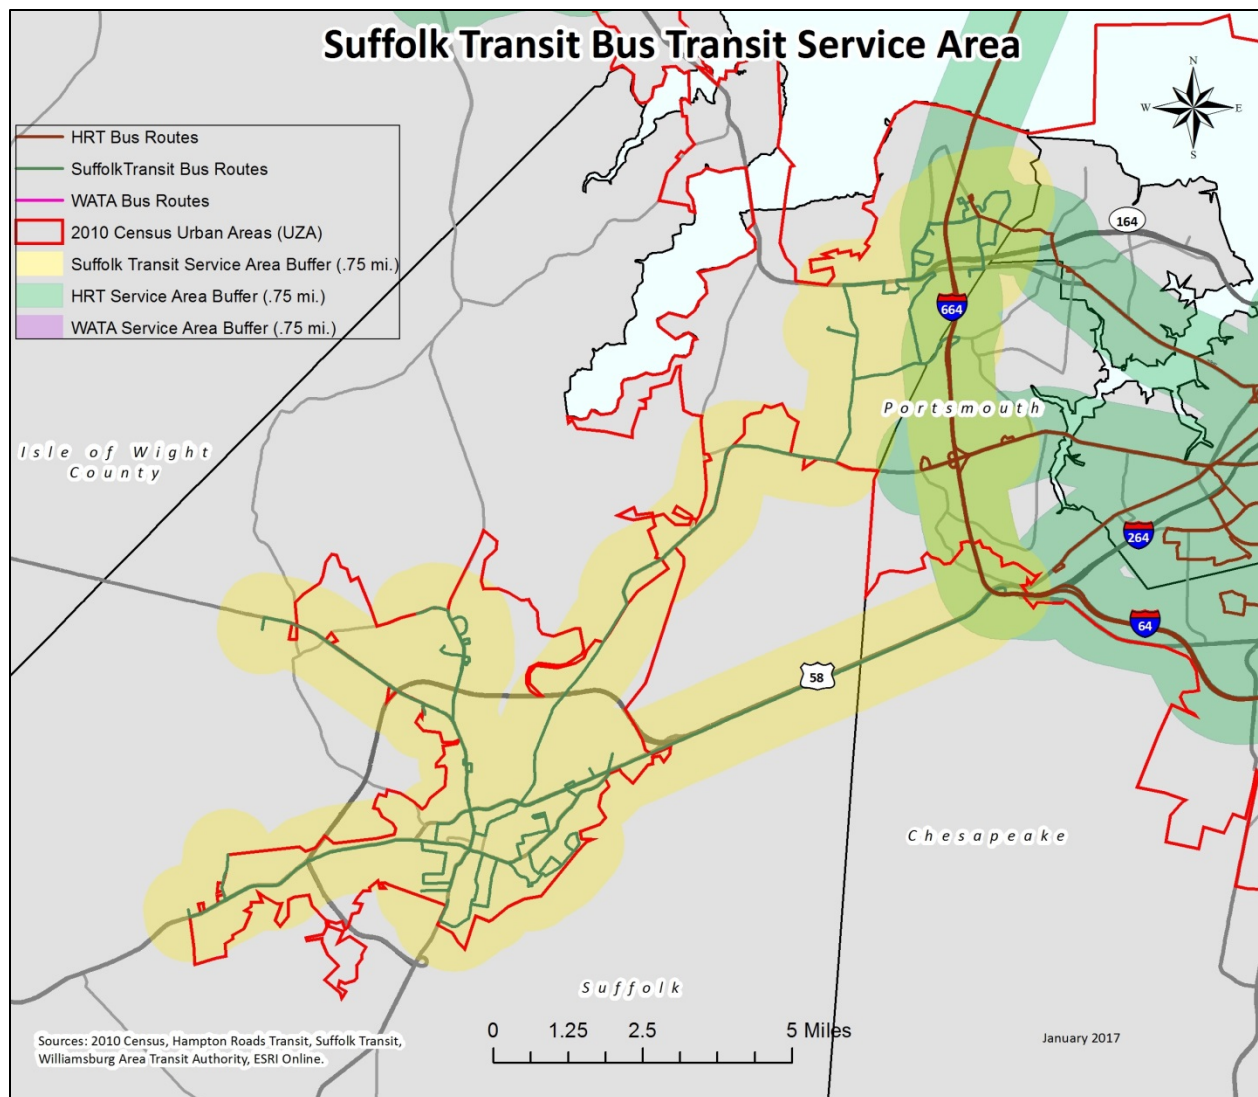 Suffolk Transit Bus Transit Service Area
N
W
E
S
HRT Bus Routes
SuffolkTransit Bus Routes
WATA Bus Routes
2010 Census Urban Areas (UZA)
Suffolk Transit Service Area Buffer (.75 mi.)
HRT Service Area Buffer (.75 mi.)
WATA Service Area Buffer (.75 mi.)
164
664
Portsmouth
Isle of Wight
County
264
64
58
Chesapeake
Suffolk
0 1.25 2.5 5 Miles
Sources: 2010 Census, Hampton Roads Transit, Suffolk Transit,
Williamsburg Area Transit Authority, ESRI Online.
January 2017